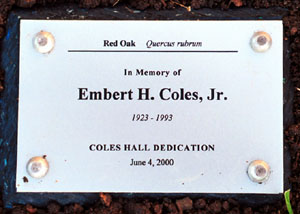 Red Oak Quercus rubrum
In Memory of
Embert H. Coles, Jr.
1923 - 1993
COLES HALL DEDICATION
June 4, 2000